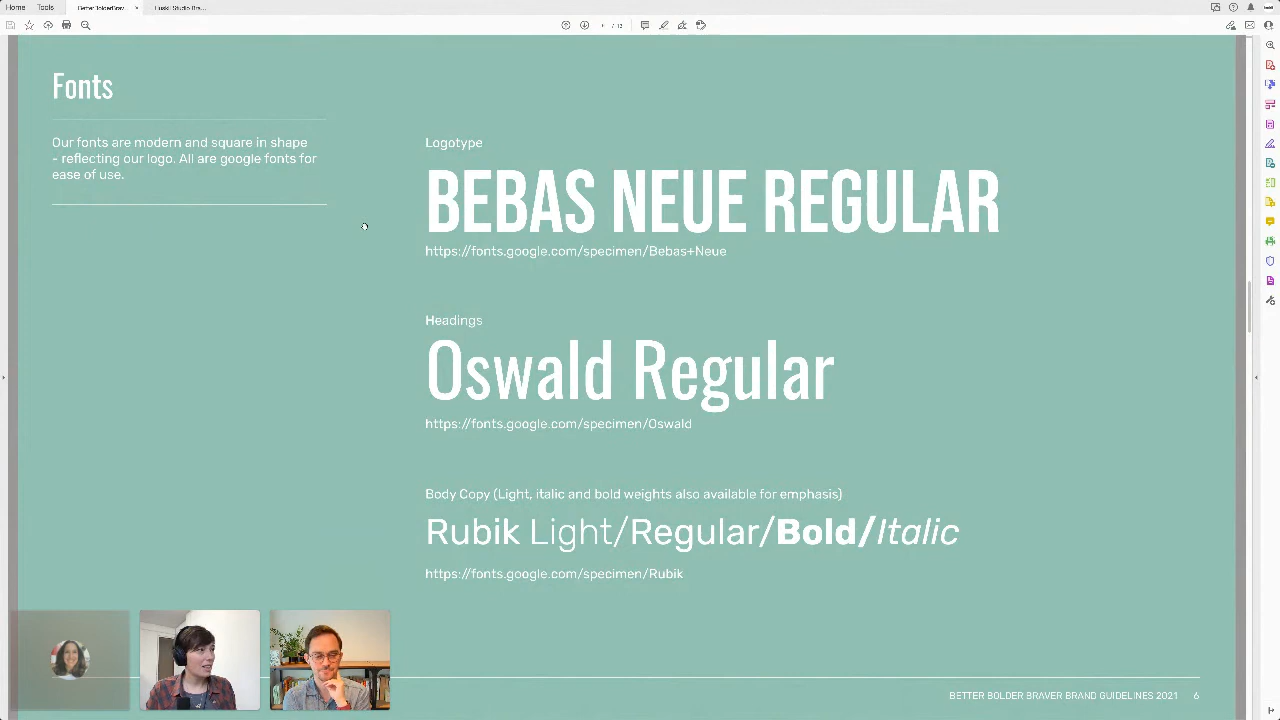 Home
Tools
Fonts
Our fonts are modern and square in shape
- reflecting our logo. All are google fonts for
ease of use.
Logotype
BEBAS NEUE REGULAR
https://fonts.google.com/specimen/Bebas+Neue
Headings
Oswald Regular
https://fonts.google.com/specimen/Oswald
Body Copy (Light, italic and bold weights also available for emphasis)
Rubik Light/Regular/Bold/Italic
https://fonts.google.com/specimen/Rubik
BETTER BOLDER BRAVER BRAND GUIDELINES 2021 6